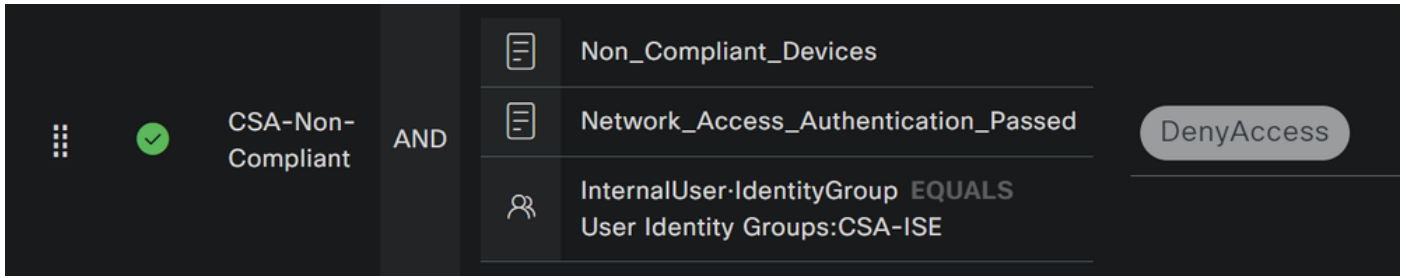 CSA-Non-
Compliant
AND
Non_Compliant_Devices
Network_Access_Authentication_Passed
InternalUser·IdentityGroup EQUALS
User Identity Groups:CSA-ISE
DenyAccess